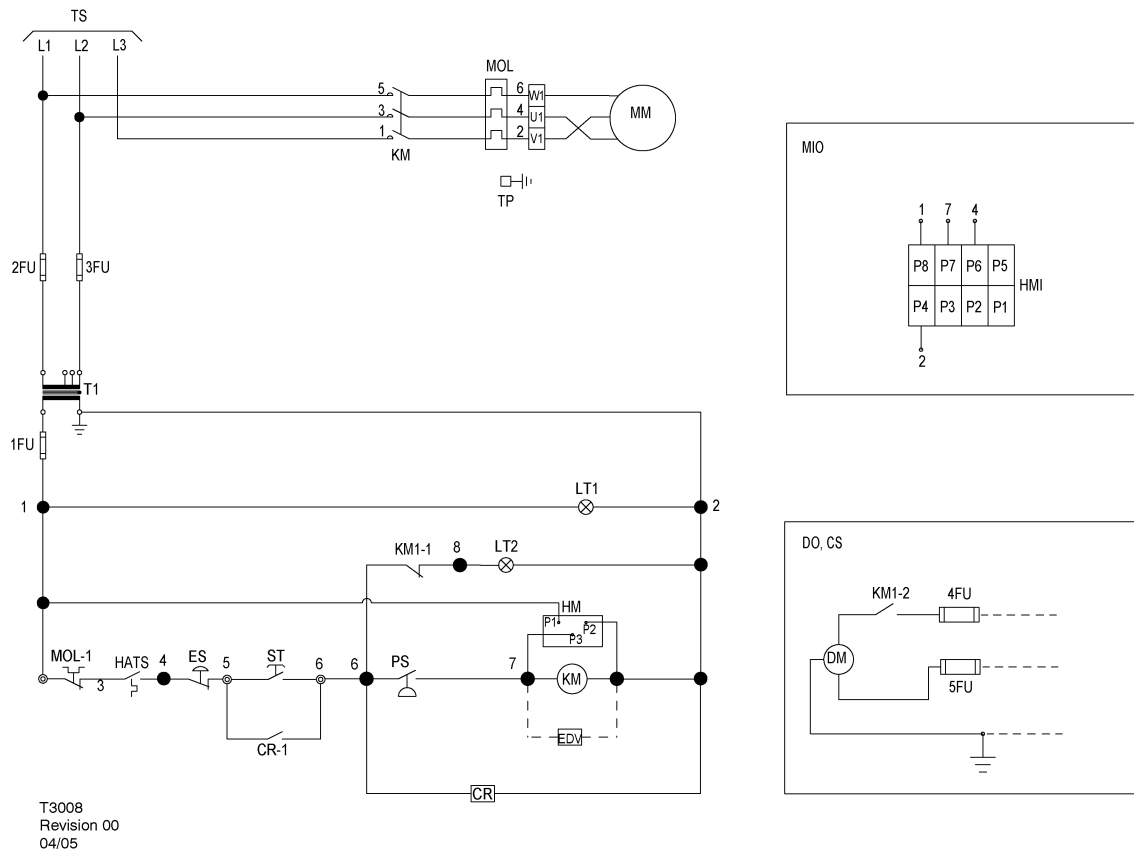 TS
L1 L2 L3
MOL
5 6 W1
3 4 U1 MM
1 2 V1
KM
TP
2FU 3FU
T1
1FU
LT1
1 2
KM1-1 8 LT2
HM
P1 P2
P3
MOL-1 HATS 4 ES 5 ST 6 6 PS 7 KM
3
CR-1 EDV
CR
T3008
Revision 00
04/05
MIO
1 7 4
P8 P7 P6 P5
HMI
P4 P3 P2 P1
2
DO, CS
KM1-2 4FU
DM
5FU